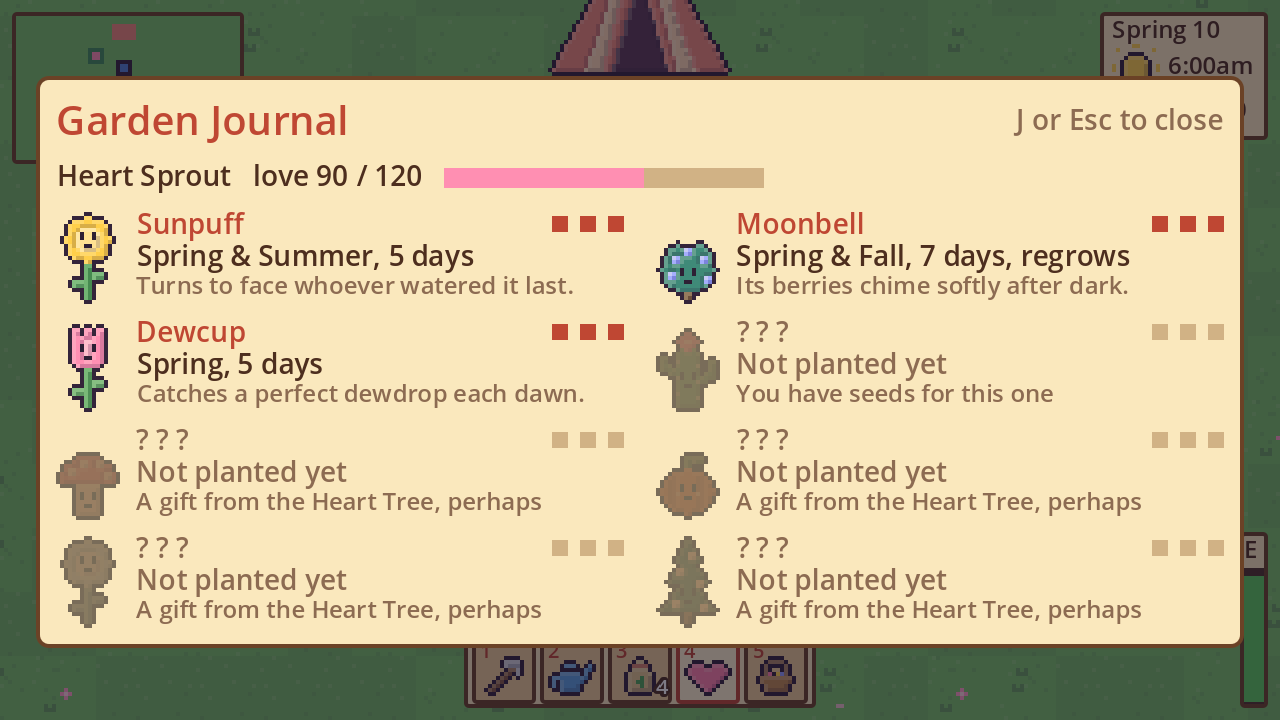 Spring 10
6:00am
Garden Journal
J or Esc to close
Heart Sprout love 90 / 120
Sunpuff
Spring & Summer, 5 days
Turns to face whoever watered it last.
Moonbell
Spring & Fall, 7 days, regrows
Its berries chime softly after dark.
Dewcup
Spring, 5 days
Catches a perfect dewdrop each dawn.
? ? ?
Not planted yet
You have seeds for this one
? ? ?
Not planted yet
A gift from the Heart Tree, perhaps
? ? ?
Not planted yet
A gift from the Heart Tree, perhaps
? ? ?
Not planted yet
A gift from the Heart Tree, perhaps
? ? ?
Not planted yet
A gift from the Heart Tree, perhaps
E
1 2 3 4 5
4